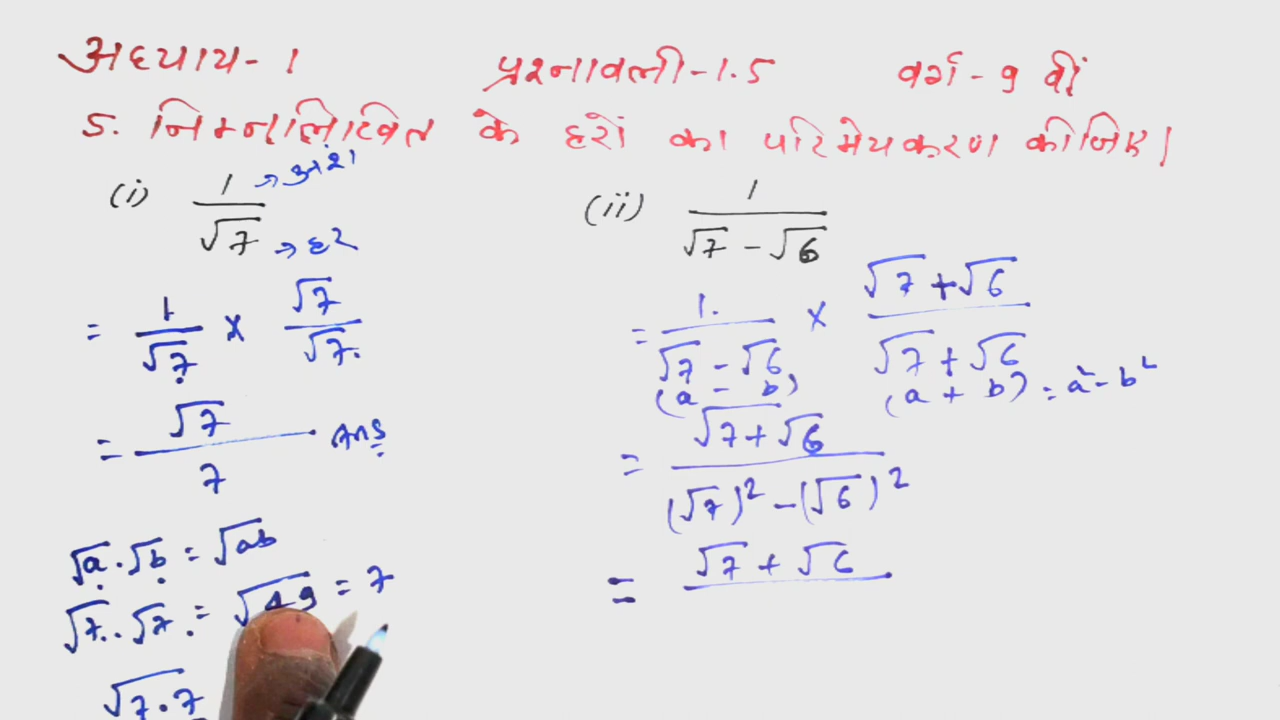 अध्याय-1 प्रश्नावली-1.5 वर्ग-9 वीं
5. निम्नलिखित के हरों का परिमेयकरण कीजिए।
(i) 1/√7 → अंश → हर
= 1/√7 × √7/√7
= √7/7 Ans
√a·√b = √ab
√7·√7 = √49 = 7
√7·7
(ii) 1/(√7 - √6)
= 1/(√7 - √6) × (√7 + √6)/(√7 + √6)
(a - b) (a + b) = a² - b²
= (√7 + √6)/((√7)² - (√6)²)
= √7 + √6